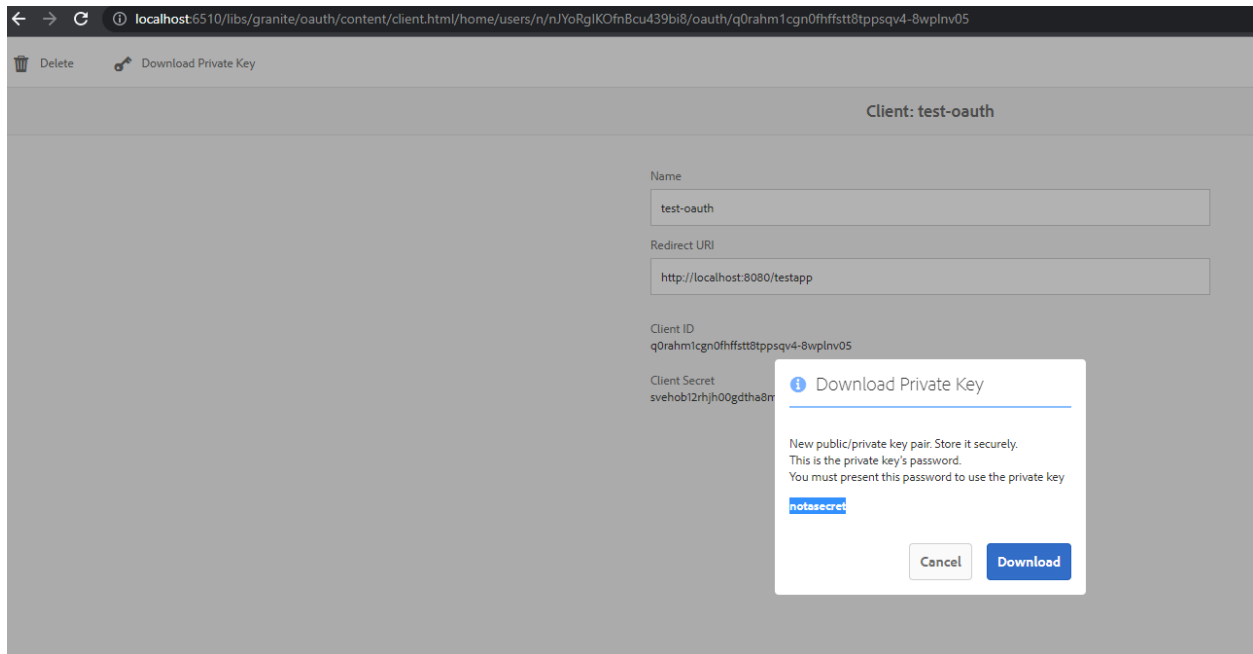 localhost:6510/libs/granite/oauth/content/client.html/home/users/n/nJYoRgIKOfnBcu439bi8/oauth/q0rahm1cgn0fhffstt8tppsqv4-8wplnv05
Delete Download Private Key
Client: test-oauth
Name
test-oauth
Redirect URI
http://localhost:8080/testapp
Client ID
q0rahm1cgn0fhffstt8tppsqv4-8wplnv05
Client Secret
Download Private Key
New public/private key pair. Store it securely.
This is the private key's password.
You must present this password to use the private key
notasecret
Cancel Download